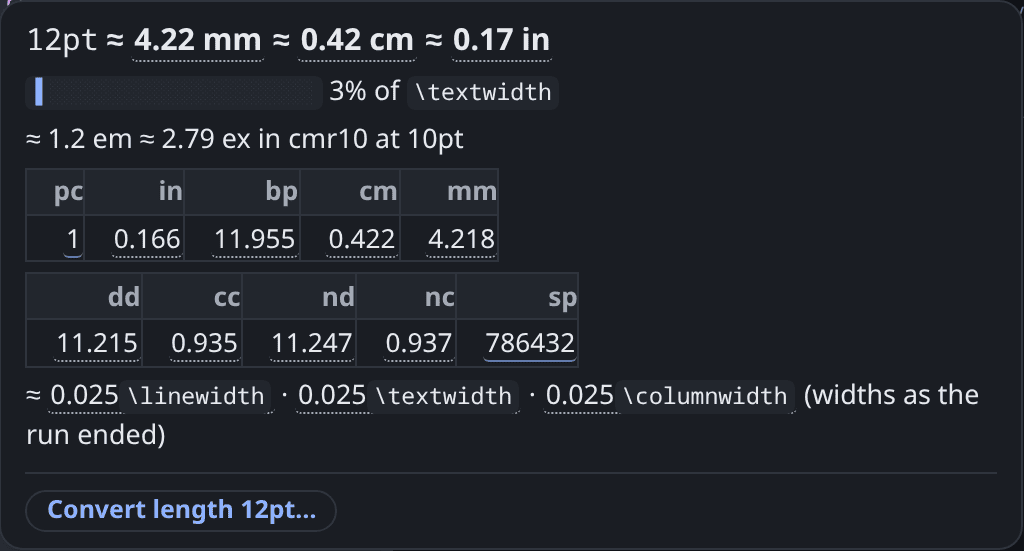 12pt ≈ 4.22 mm ≈ 0.42 cm ≈ 0.17 in
3% of \textwidth
≈ 1.2 em ≈ 2.79 ex in cmr10 at 10pt
pc in bp cm mm
1 0.166 11.955 0.422 4.218
dd cc nd nc sp
11.215 0.935 11.247 0.937 786432
≈ 0.025 \linewidth · 0.025 \textwidth · 0.025 \columnwidth (widths as the
run ended)
Convert length 12pt...